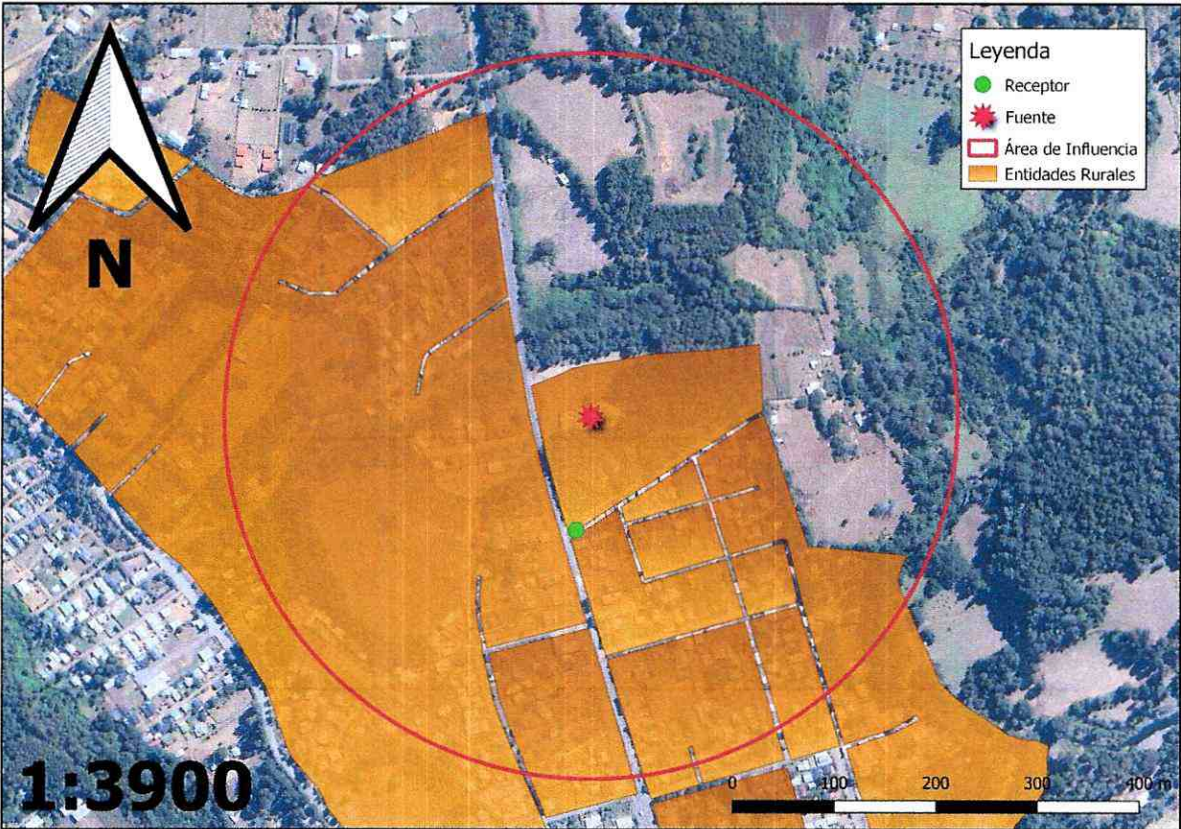 Leyenda
Receptor
Fuente
Área de Influencia
Entidades Rurales
N
1:3900
0 100 200 300 400 m